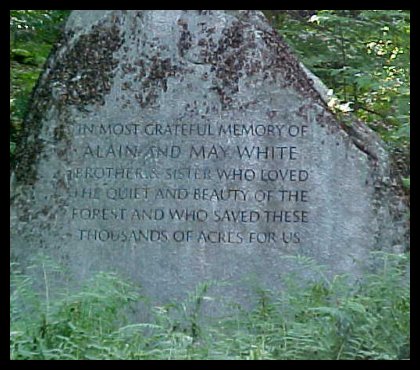 IN MOST GRATEFUL MEMORY OF
ALAIN AND MAY WHITE
BROTHER & SISTER WHO LOVED
THE QUIET AND BEAUTY OF THE
FOREST AND WHO SAVED THESE
THOUSANDS OF ACRES FOR US